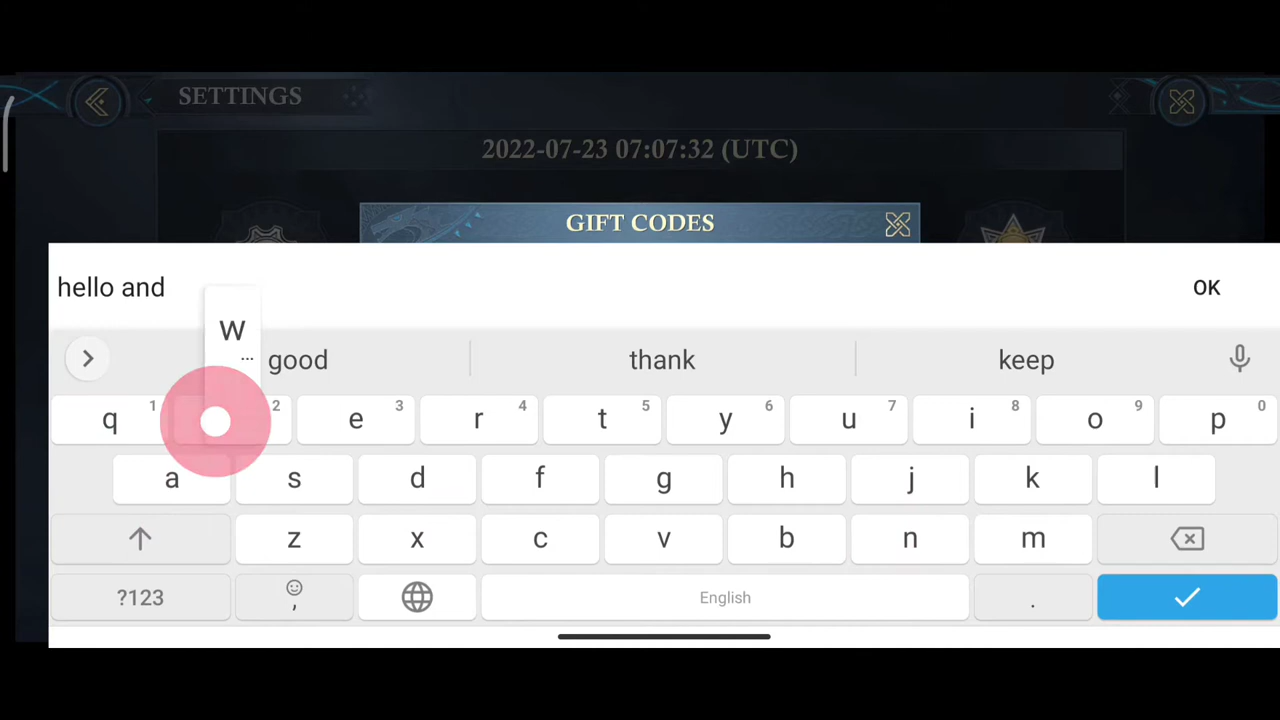 SETTINGS
2022-07-23 07:07:32 (UTC)
GIFT CODES
hello and
OK
w
...
good
thank
keep
q 1
2
e 3
r 4
t 5
y 6
u 7
i 8
o 9
p 0
a s d f g h j k l
z x c v b n m
?123
,
English
.